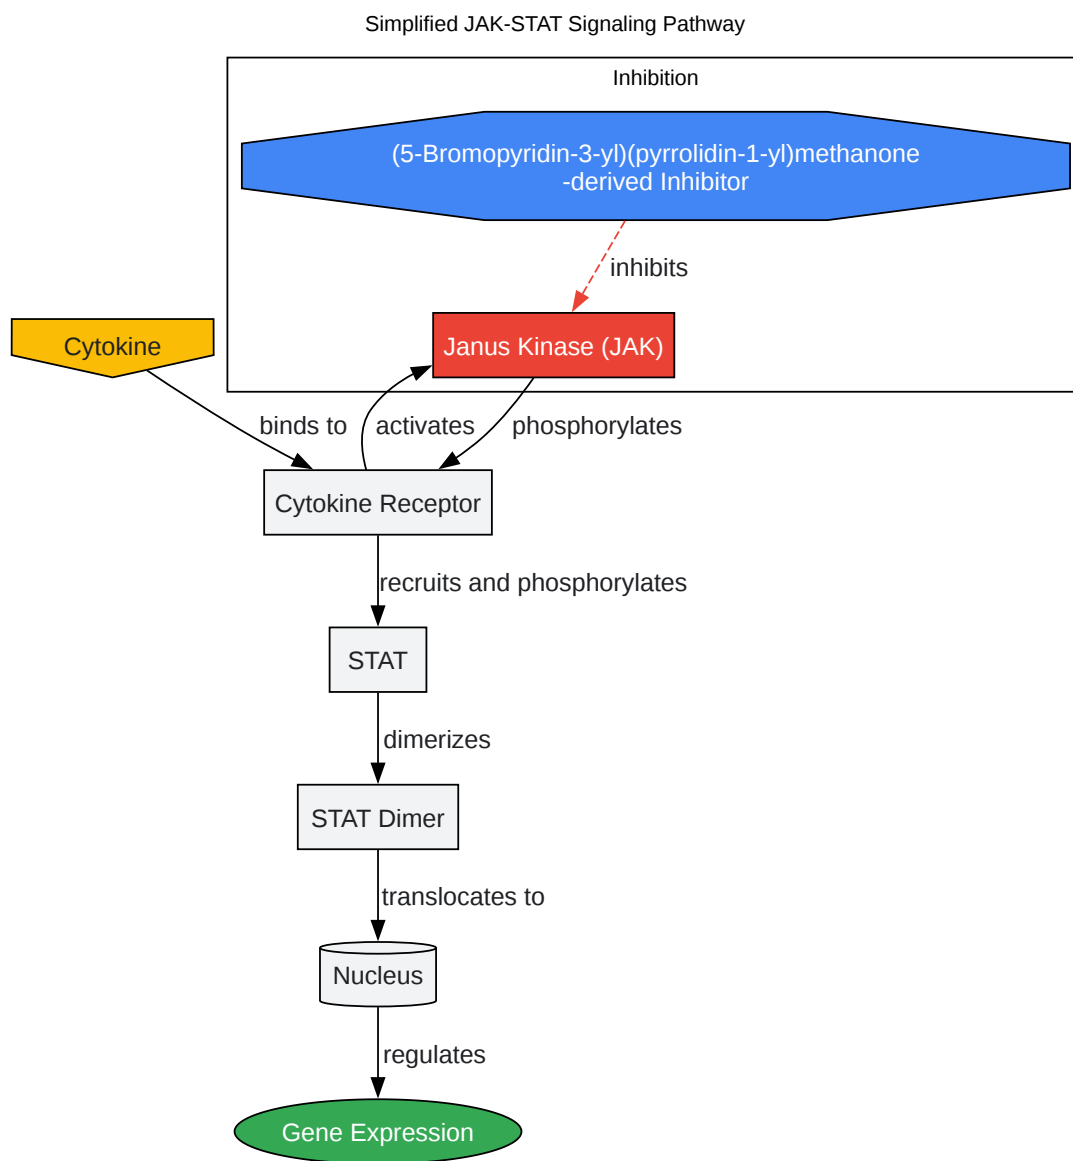 Simplified JAK-STAT Signaling Pathway
Inhibition
(5-Bromopyridin-3-yl)(pyrrolidin-1-yl)methanone
-derived Inhibitor
inhibits
Cytokine
Janus Kinase (JAK)
binds to
activates
phosphorylates
Cytokine Receptor
recruits and phosphorylates
STAT
dimerizes
STAT Dimer
translocates to
Nucleus
regulates
Gene Expression